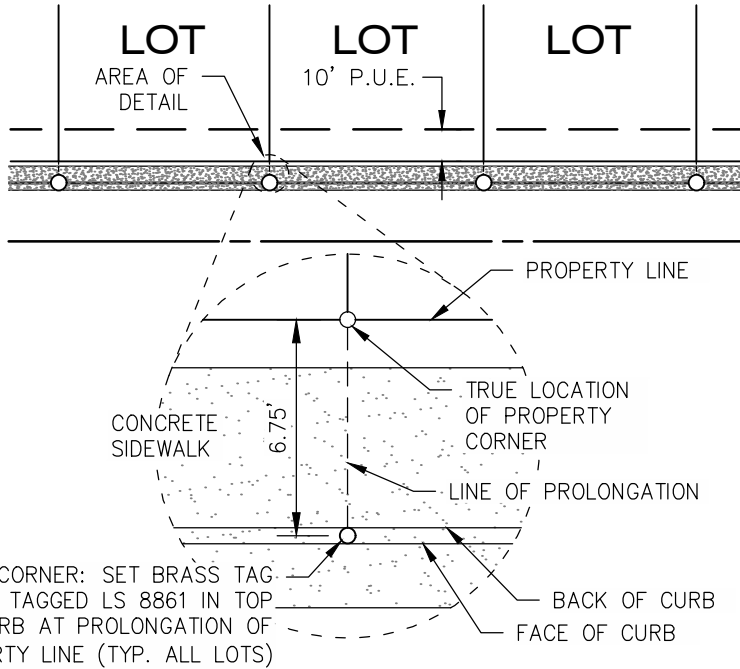 LOT LOT LOT
AREA OF
DETAIL
10' P.U.E.
PROPERTY LINE
TRUE LOCATION
OF PROPERTY
CORNER
CONCRETE
SIDEWALK
6.75'
LINE OF PROLONGATION
CORNER: SET BRASS TAG
TAGGED LS 8861 IN TOP
AT PROLONGATION OF
LINE (TYP. ALL LOTS)
BACK OF CURB
FACE OF CURB